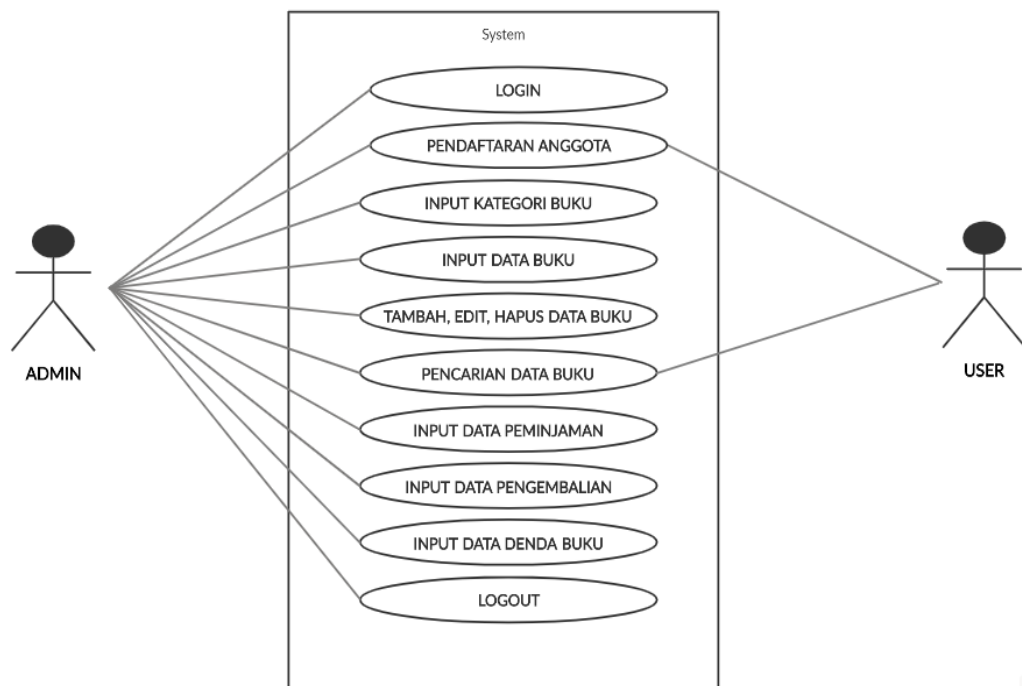 System
LOGIN
PENDAFTARAN ANGGOTA
INPUT KATEGORI BUKU
INPUT DATA BUKU
TAMBAH, EDIT, HAPUS DATA BUKU
PENCARIAN DATA BUKU
INPUT DATA PEMINJAMAN
INPUT DATA PENGEMBALIAN
INPUT DATA DENDA BUKU
LOGOUT
ADMIN
USER